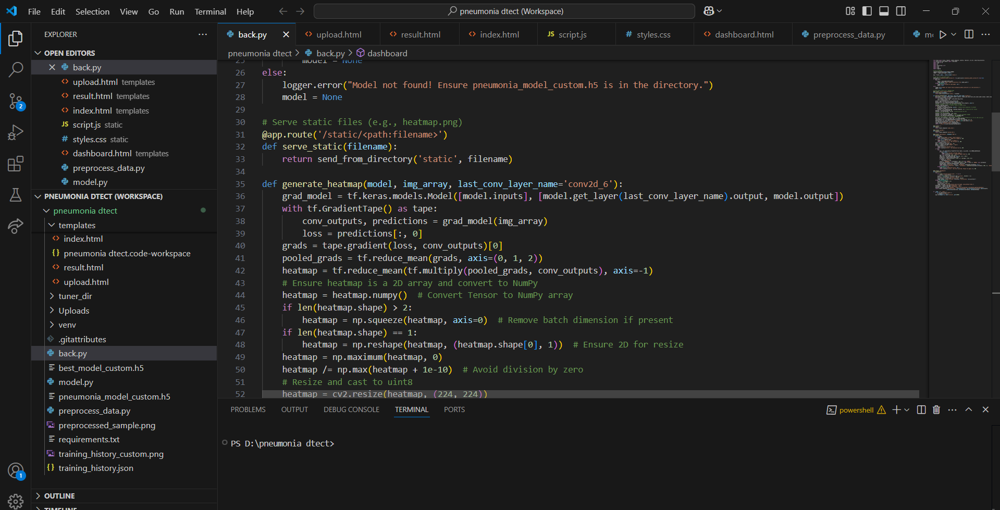 File Edit Selection View Go Run Terminal Help
pneumonia dtect (Workspace)
EXPLORER
OPEN EDITORS
back.py
upload.html templates
result.html templates
index.html templates
script.js static
styles.css static
dashboard.html templates
preprocess_data.py
model.py
PNEUMONIA DTECT (WORKSPACE)
pneumonia dtect
templates
index.html
pneumonia dtect.code-workspace
result.html
upload.html
tuner_dir
Uploads
venv
.gitattributes
back.py
best_model_custom.h5
model.py
pneumonia_model_custom.h5
preprocess_data.py
preprocessed_sample.png
requirements.txt
training_history_custom.png
training_history.json
OUTLINE
TIMELINE
2
1
back.py upload.html result.html index.html JS script.js # styles.css dashboard.html preprocess_data.py
pneumonia dtect > back.py > dashboard
25 model = None
26 else:
27 logger.error("Model not found! Ensure pneumonia_model_custom.h5 is in the directory.")
28 model = None
29
30 # Serve static files (e.g., heatmap.png)
31 @app.route('/static/<path:filename>')
32 def serve_static(filename):
33 return send_from_directory('static', filename)
34
35 def generate_heatmap(model, img_array, last_conv_layer_name='conv2d_6'):
36 grad_model = tf.keras.models.Model([model.inputs], [model.get_layer(last_conv_layer_name).output, model.output])
37 with tf.GradientTape() as tape:
38 conv_outputs, predictions = grad_model(img_array)
39 loss = predictions[:, 0]
40 grads = tape.gradient(loss, conv_outputs)[0]
41 pooled_grads = tf.reduce_mean(grads, axis=(0, 1, 2))
42 heatmap = tf.reduce_mean(tf.multiply(pooled_grads, conv_outputs), axis=-1)
43 # Ensure heatmap is a 2D array and convert to NumPy
44 heatmap = heatmap.numpy()  # Convert Tensor to NumPy array
45 if len(heatmap.shape) > 2:
46 heatmap = np.squeeze(heatmap, axis=0)  # Remove batch dimension if present
47 if len(heatmap.shape) == 1:
48 heatmap = np.reshape(heatmap, (heatmap.shape[0], 1))  # Ensure 2D for resize
49 heatmap = np.maximum(heatmap, 0)
50 heatmap /= np.max(heatmap + 1e-10)  # Avoid division by zero
51 # Resize and cast to uint8
52 heatmap = cv2.resize(heatmap, (224, 224))
PROBLEMS OUTPUT DEBUG CONSOLE TERMINAL PORTS
powershell
PS D:\pneumonia dtect>